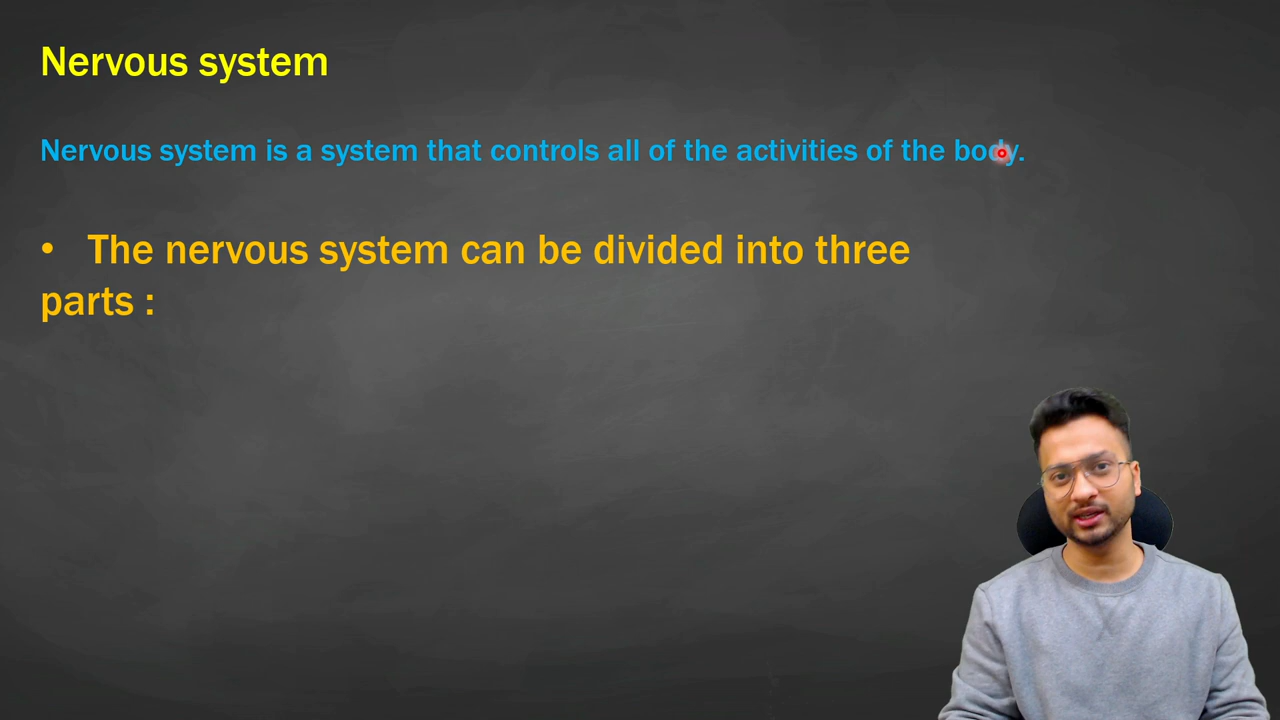 Nervous system
Nervous system is a system that controls all of the activities of the body.
• The nervous system can be divided into three
parts :